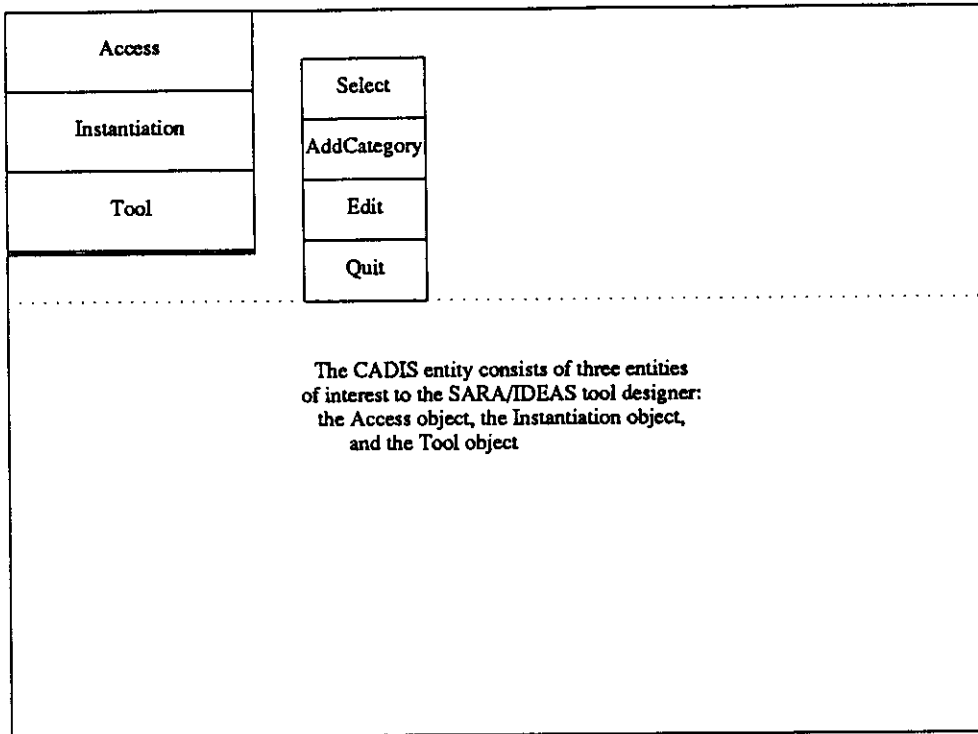 Access
Instantiation
Tool
Select
AddCategory
Edit
Quit
The CADIS entity consists of three entities
of interest to the SARA/IDEAS tool designer:
the Access object, the Instantiation object,
and the Tool object